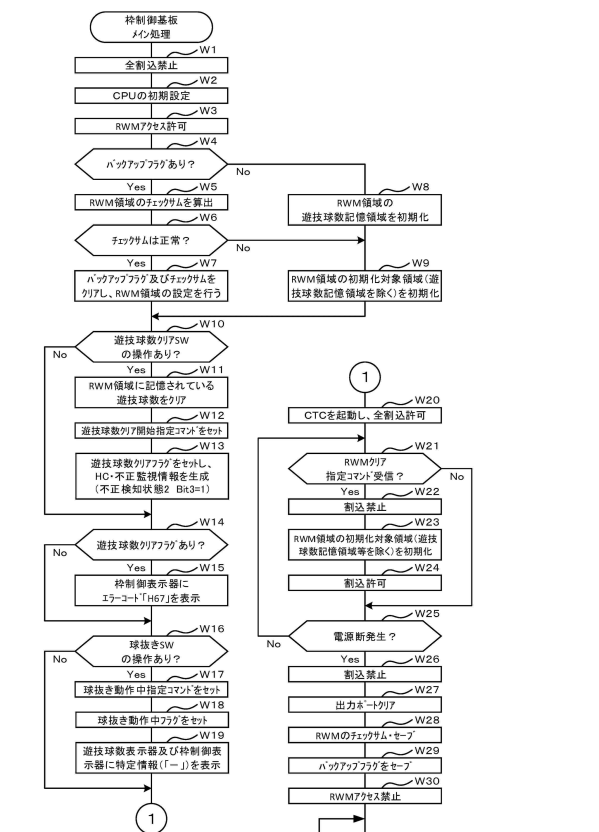 枠制御基板
メイン処理
W1
全割込禁止
W2
CPUの初期設定
W3
RWMアクセス許可
W4
バックアップフラグあり？
No
Yes
W5
RWM領域のチェックサムを算出
W8
RWM領域の
遊技球数記憶領域を初期化
W6
チェックサムは正常？
No
Yes
W7
バックアップフラグ及びチェックサムを
クリアし、RWM領域の設定を行う
W9
RWM領域の初期化対象領域（遊
技球数記憶領域を除く）を初期化
W10
遊技球数クリアSW
の操作あり？
No
Yes
W11
RWM領域に記憶されている
遊技球数をクリア
W12
遊技球数クリア開始指定コマンドをセット
W13
遊技球数クリアフラグをセットし、
HC・不正監視情報を生成
（不正検知状態2 Bit3=1）
W14
遊技球数クリアフラグあり？
No
Yes
W15
枠制御表示器に
エラーコード「H67」を表示
W16
球抜きSW
の操作あり？
No
Yes
W17
球抜き動作中指定コマンドをセット
W18
球抜き動作中フラグをセット
W19
遊技球数表示器及び枠制御表
示器に特定情報（「－」）を表示
1
1
W20
CTCを起動し、全割込許可
W21
RWMクリア
指定コマンド受信？
No
Yes
W22
割込禁止
W23
RWM領域の初期化対象領域（遊技
球数記憶領域等を除く）を初期化
W24
割込許可
W25
電源断発生？
No
Yes
W26
割込禁止
W27
出力ポートクリア
W28
RWMのチェックサム・セーブ
W29
バックアップフラグをセーブ
W30
RWMアクセス禁止